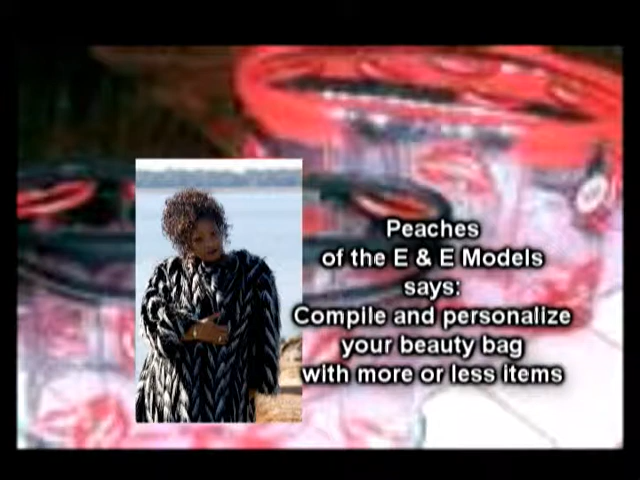 Peaches
of the E & E Models
says:
Compile and personalize
your beauty bag
with more or less items